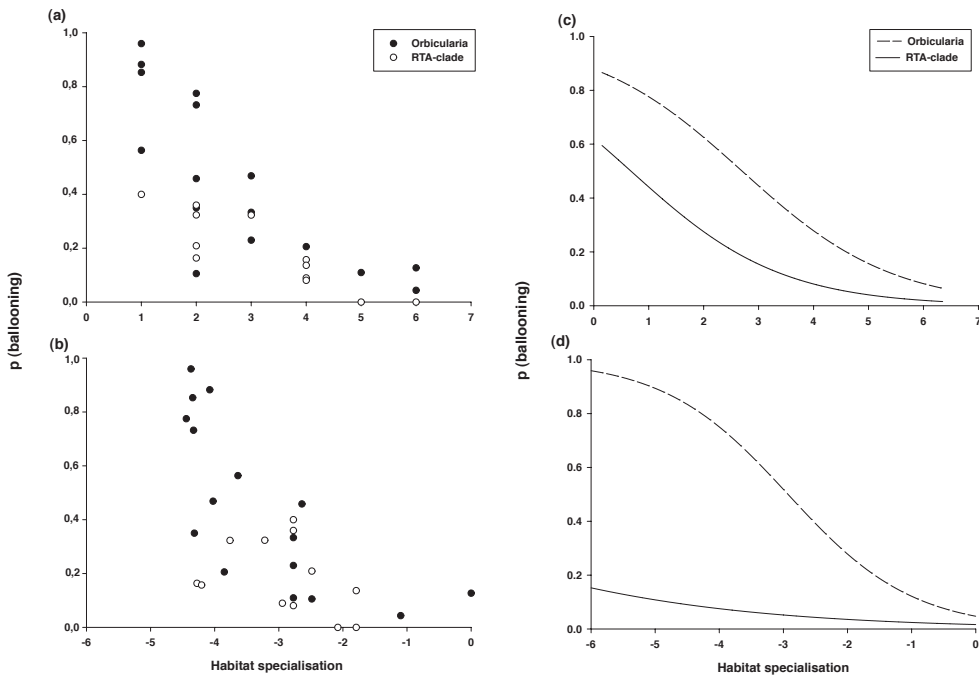 (a)
1,0
0,8
0,6
0,4
0,2
0,0
0 1 2 3 4 5 6 7
Orbicularia
RTA-clade
p (ballooning)
(b)
1,0
0,8
0,6
0,4
0,2
0,0
-6 -5 -4 -3 -2 -1 0
Habitat specialisation
(c)
1.0
0.8
0.6
0.4
0.2
0.0
0 1 2 3 4 5 6 7
Orbicularia
RTA-clade
p (ballooning)
(d)
1.0
0.8
0.6
0.4
0.2
0.0
-6 -5 -4 -3 -2 -1 0
Habitat specialisation